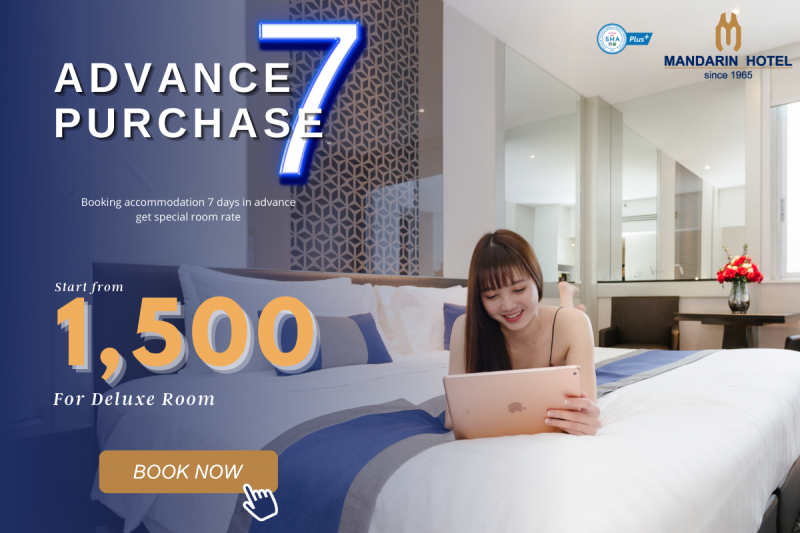 ADVANCE 7
PURCHASE
Booking accommodation 7 days in advance
get special room rate
Start from
1,500
For Deluxe Room
BOOK NOW
SHA
Plus+
MANDARIN HOTEL
since 1965